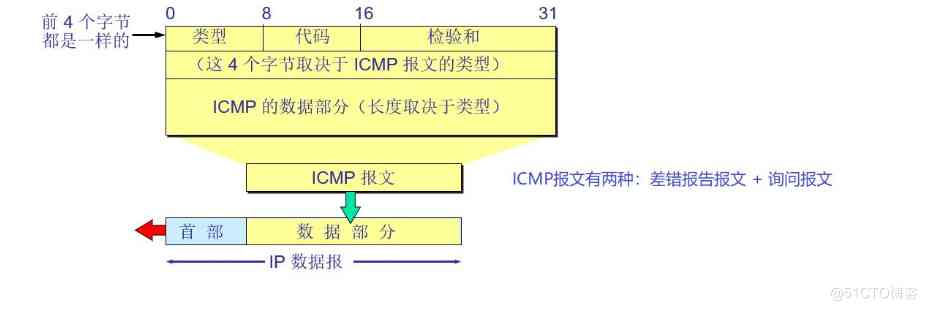 0 8 16 31
前 4 个字节
都是一样的
类型 代码 检验和
（这 4 个字节取决于 ICMP 报文的类型）
ICMP 的数据部分（长度取决于类型）
ICMP 报文
ICMP报文有两种：差错报告报文 + 询问报文
首部 数据部分
IP 数据报
@51CTO博客